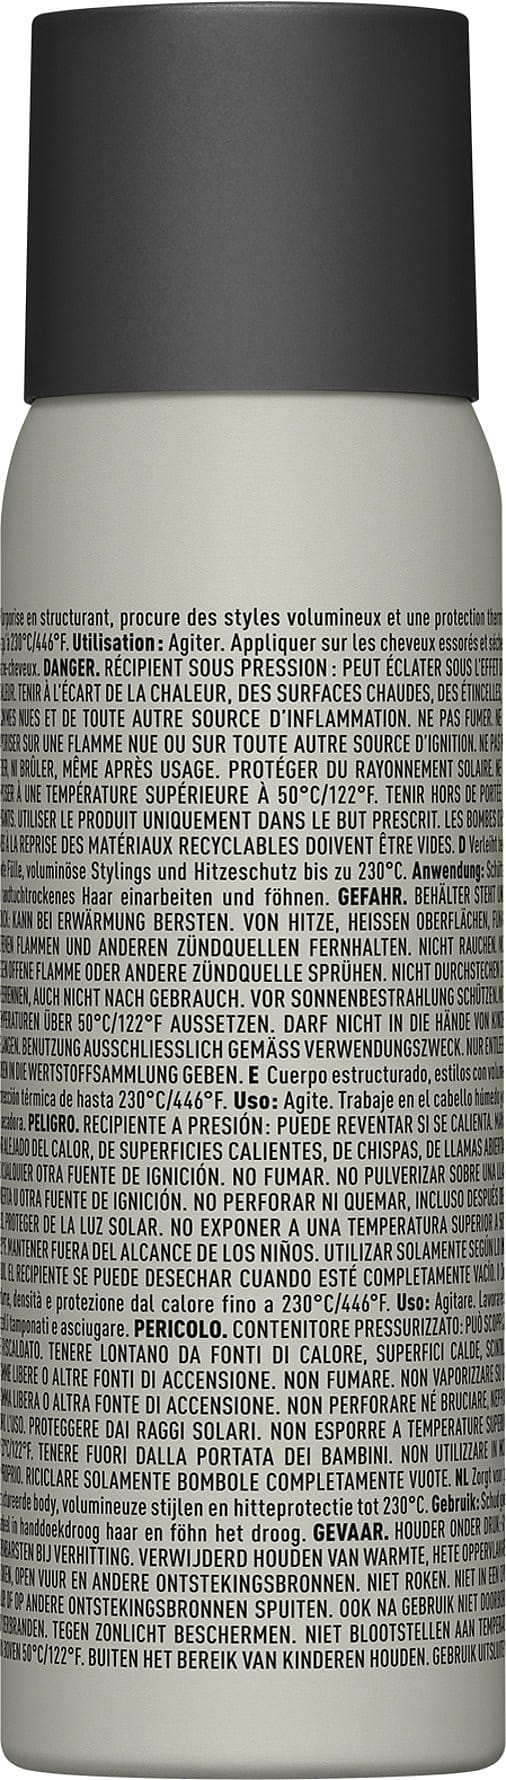 en structurant, procure des styles volumineux et une protection
230°C/446°F. Utilisation: Agiter. Appliquer sur les cheveux essorés et
DANGER. RÉCIPIENT SOUS PRESSION: PEUT ÉCLATER SOUS L'EFFET
TENIR À L'ÉCART DE LA CHALEUR, DES SURFACES CHAUDES, DES ÉTINCELLES,
NUES ET DE TOUTE AUTRE SOURCE D'INFLAMMATION. NE PAS FUMER.
SUR UNE FLAMME NUE OU SUR TOUTE AUTRE SOURCE D'IGNITION. NE PAS
NI BRÛLER, MÊME APRÈS USAGE. PROTÉGER DU RAYONNEMENT SOLAIRE.
À UNE TEMPÉRATURE SUPÉRIEURE À 50°C/122°F. TENIR HORS DE PORTÉE
UTILISER LE PRODUIT UNIQUEMENT DANS LE BUT PRESCRIT. LES BOMBES
À LA REPRISE DES MATÉRIAUX RECYCLABLES DOIVENT ÊTRE VIDES. D Verleiht
Fülle, voluminöse Stylings und Hitzeschutz bis zu 230°C. Anwendung:
Haar einarbeiten und föhnen. GEFAHR. BEHÄLTER STEHT
KANN BEI ERWÄRMUNG BERSTEN. VON HITZE, HEISSEN OBERFLÄCHEN,
FLAMMEN UND ANDEREN ZÜNDQUELLEN FERNHALTEN. NICHT RAUCHEN.
OFFENE FLAMME ODER ANDERE ZÜNDQUELLE SPRÜHEN. NICHT DURCHSTECHEN
AUCH NICHT NACH GEBRAUCH. VOR SONNENBESTRAHLUNG SCHÜTZEN.
ÜBER 50°C/122°F AUSSETZEN. DARF NICHT IN DIE HÄNDE VON
BENUTZUNG AUSSCHLIESSLICH GEMÄSS VERWENDUNGSZWECK. NUR
IN DIE WERTSTOFFSAMMLUNG GEBEN. E Cuerpo estructurado, estilos con
térmica de hasta 230°C/446°F. Uso: Agite. Trabaje en el cabello húmedo
PELIGRO. RECIPIENTE A PRESIÓN: PUEDE REVENTAR SI SE CALIENTA.
ALEJADO DEL CALOR, DE SUPERFICIES CALIENTES, DE CHISPAS, DE LLAMAS
OTRA FUENTE DE IGNICIÓN. NO FUMAR. NO PULVERIZAR SOBRE UNA
U OTRA FUENTE DE IGNICIÓN. NO PERFORAR NI QUEMAR, INCLUSO DESPUÉS
PROTEGER DE LA LUZ SOLAR. NO EXPONER A UNA TEMPERATURA SUPERIOR A
MANTENER FUERA DEL ALCANCE DE LOS NIÑOS. UTILIZAR SOLAMENTE SEGÚN
EL RECIPIENTE SE PUEDE DESECHAR CUANDO ESTÉ COMPLETAMENTE VACÍO. I
densità e protezione dal calore fino a 230°C/446°F. Uso: Agitare.
tamponati e asciugare. PERICOLO. CONTENITORE PRESSURIZZATO: PUÒ
RISCALDATO. TENERE LONTANO DA FONTI DI CALORE, SUPERFICI CALDE,
LIBERE O ALTRE FONTI DI ACCENSIONE. NON FUMARE. NON VAPORIZZARE
LIBERA O ALTRA FONTE DI ACCENSIONE. NON PERFORARE NÉ BRUCIARE,
L'USO. PROTEGGERE DAI RAGGI SOLARI. NON ESPORRE A TEMPERATURE
TENERE FUORI DALLA PORTATA DEI BAMBINI. NON UTILIZZARE IN
RICICLARE SOLAMENTE BOMBOLE COMPLETAMENTE VUOTE. NL Zorgt voor
body, volumineuze stijlen en hitteprotectie tot 230°C. Gebruik:
in handdoekdroog haar en föhn het droog. GEVAAR. HOUDER ONDER
BIJ VERHITTING. VERWIJDERD HOUDEN VAN WARMTE, HETE
OPEN VUUR EN ANDERE ONTSTEKINGSBRONNEN. NIET ROKEN. NIET IN EEN
OF OP ANDERE ONTSTEKINGSBRONNEN SPUITEN. OOK NA GEBRUIK NIET
TEGEN ZONLICHT BESCHERMEN. NIET BLOOTSTELLEN AAN
BOVEN 50°C/122°F. BUITEN HET BEREIK VAN KINDEREN HOUDEN. GEBRUIK